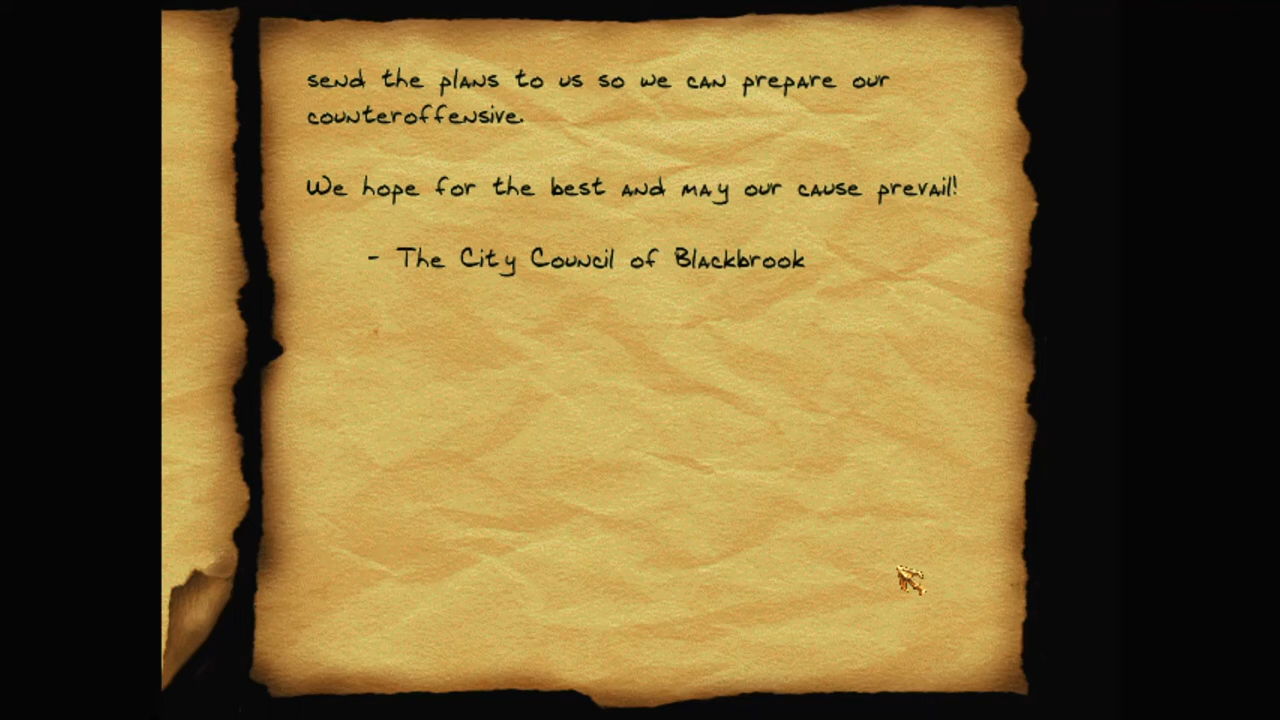 send the plans to us so we can prepare our
counteroffensive.
We hope for the best and may our cause prevail!
- The City Council of Blackbrook